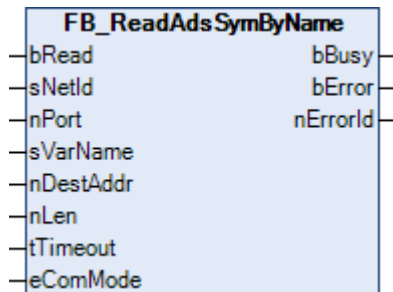 FB_ReadAdsSymByName
bRead bBusy
sNetId bError
nPort nErrorId
sVarName
nDestAddr
nLen
tTimeout
eComMode